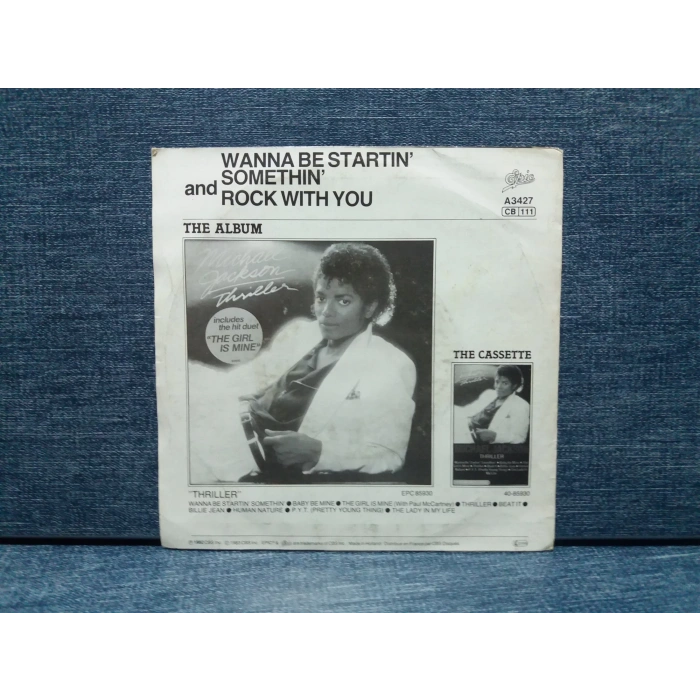 WANNA BE STARTIN'
SOMETHIN'
and ROCK WITH YOU
Epic
A3427
CB 111
THE ALBUM
Michael
Jackson
Thriller
includes
the hit duet
"THE GIRL
IS MINE"
THE CASSETTE
THRILLER
"THRILLER" EPC 85930 40-85930
WANNA BE STARTIN' SOMETHIN' ● BABY BE MINE ● THE GIRL IS MINE (With Paul McCartney) ● THRILLER ● BEAT IT ●
BILLIE JEAN ● HUMAN NATURE ● P.Y.T. (PRETTY YOUNG THING) ● THE LADY IN MY LIFE
Made in Holland